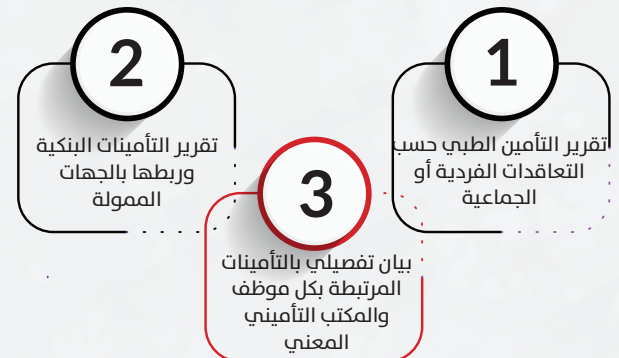 1
تقرير التأمين الطبي حسب
التعاقدات الفردية أو
الجماعية
2
تقرير التأمينات البنكية
وربطها بالجهات
الممولة
3
بيان تفصيلي بالتأمينات
المرتبطة بكل موظف
والمكتب التأميني
المعني